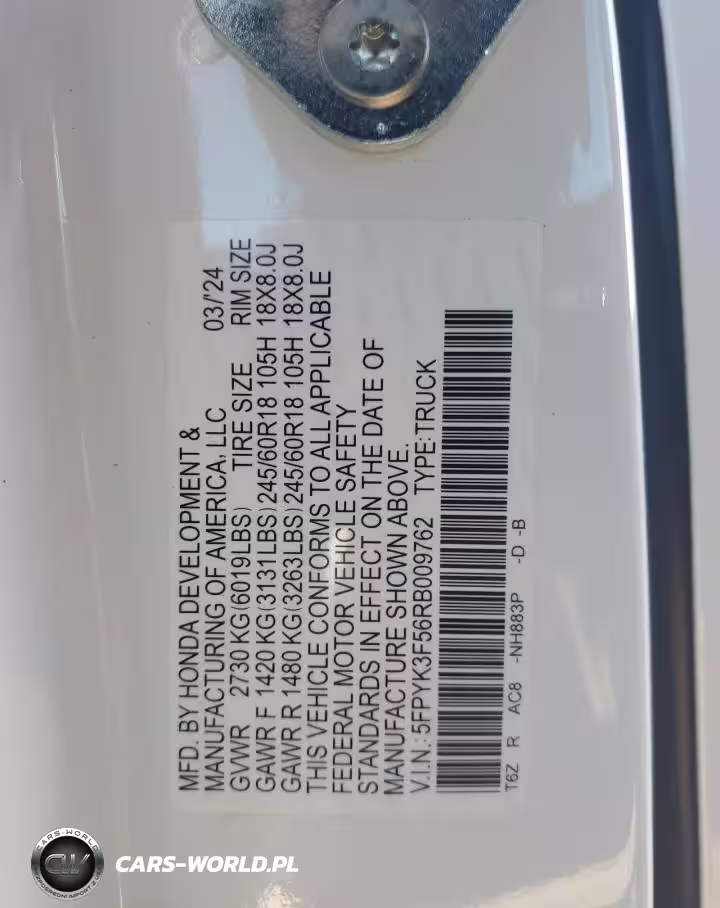 MFD. BY HONDA DEVELOPMENT &
MANUFACTURING OF AMERICA, LLC 03/'24
GVWR 2730 KG(6019LBS) TIRE SIZE RIM SIZE
GAWR F 1420 KG(3131LBS) 245/60R18 105H 18X8.0J
GAWR R 1480 KG(3263LBS) 245/60R18 105H 18X8.0J
THIS VEHICLE CONFORMS TO ALL APPLICABLE
FEDERAL MOTOR VEHICLE SAFETY
STANDARDS IN EFFECT ON THE DATE OF
MANUFACTURE SHOWN ABOVE.
V.I.N.: 5FPYK3F56RB009762 TYPE: TRUCK
T6Z R AC8 -NH883P -D -B
CARS-WORLD
CW
CARS-WORLD.PL